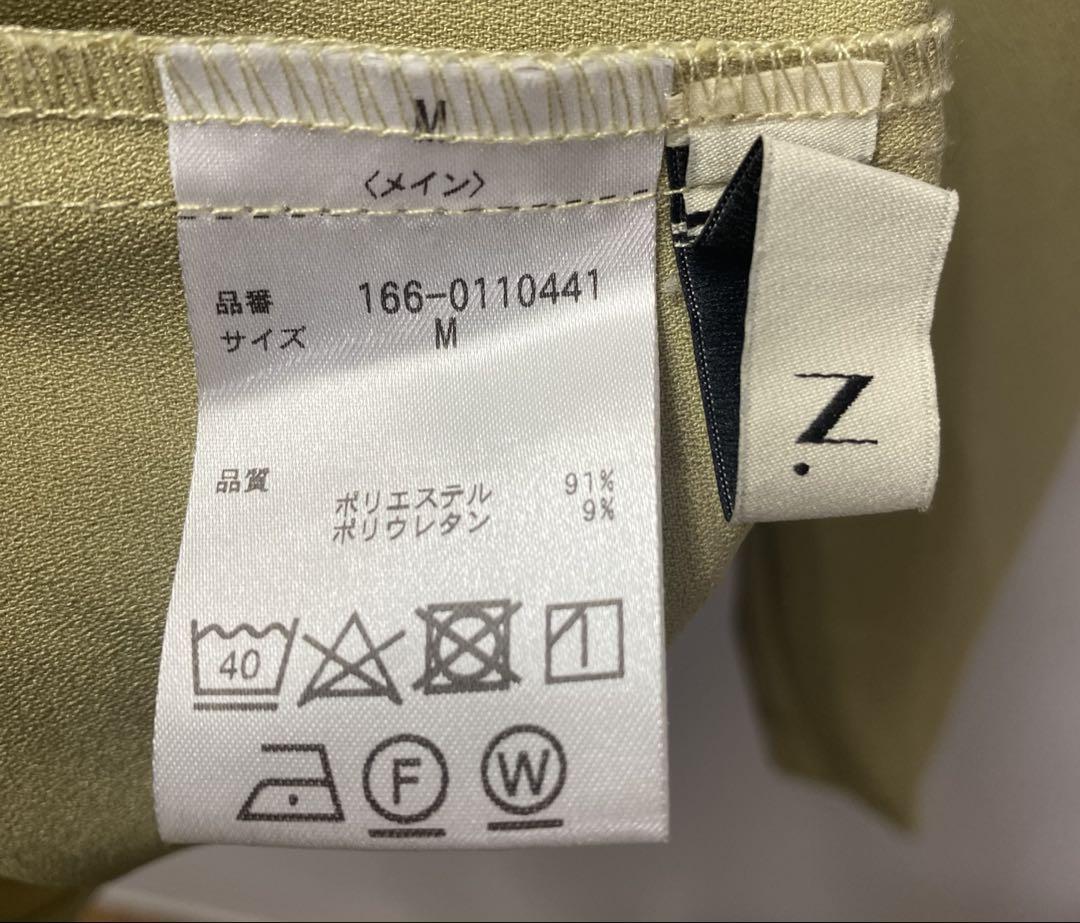 M
〈メイン〉
品番 166-0110441
サイズ M
品質
ポリエステル 91%
ポリウレタン 9%
40
F
W
N.